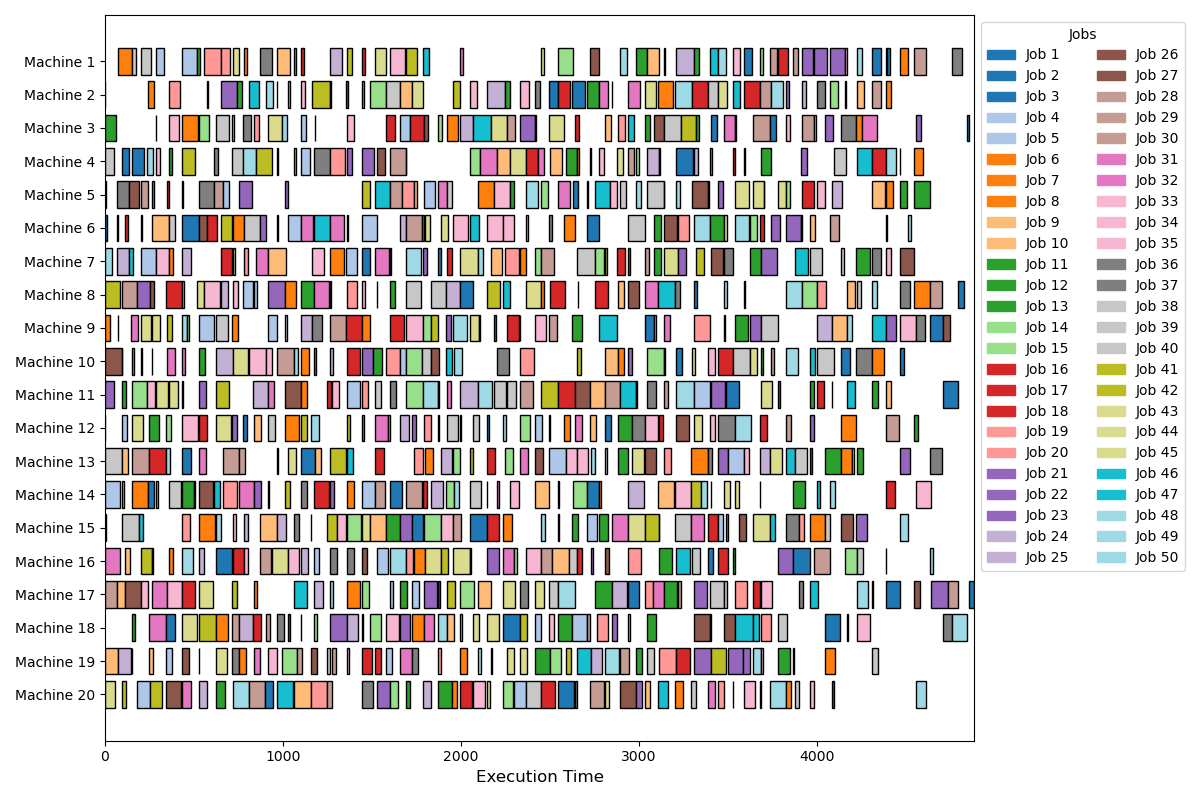 Machine 1
Machine 2
Machine 3
Machine 4
Machine 5
Machine 6
Machine 7
Machine 8
Machine 9
Machine 10
Machine 11
Machine 12
Machine 13
Machine 14
Machine 15
Machine 16
Machine 17
Machine 18
Machine 19
Machine 20
0 1000 2000 3000 4000
Execution Time
Jobs
Job 1 Job 26
Job 2 Job 27
Job 3 Job 28
Job 4 Job 29
Job 5 Job 30
Job 6 Job 31
Job 7 Job 32
Job 8 Job 33
Job 9 Job 34
Job 10 Job 35
Job 11 Job 36
Job 12 Job 37
Job 13 Job 38
Job 14 Job 39
Job 15 Job 40
Job 16 Job 41
Job 17 Job 42
Job 18 Job 43
Job 19 Job 44
Job 20 Job 45
Job 21 Job 46
Job 22 Job 47
Job 23 Job 48
Job 24 Job 49
Job 25 Job 50